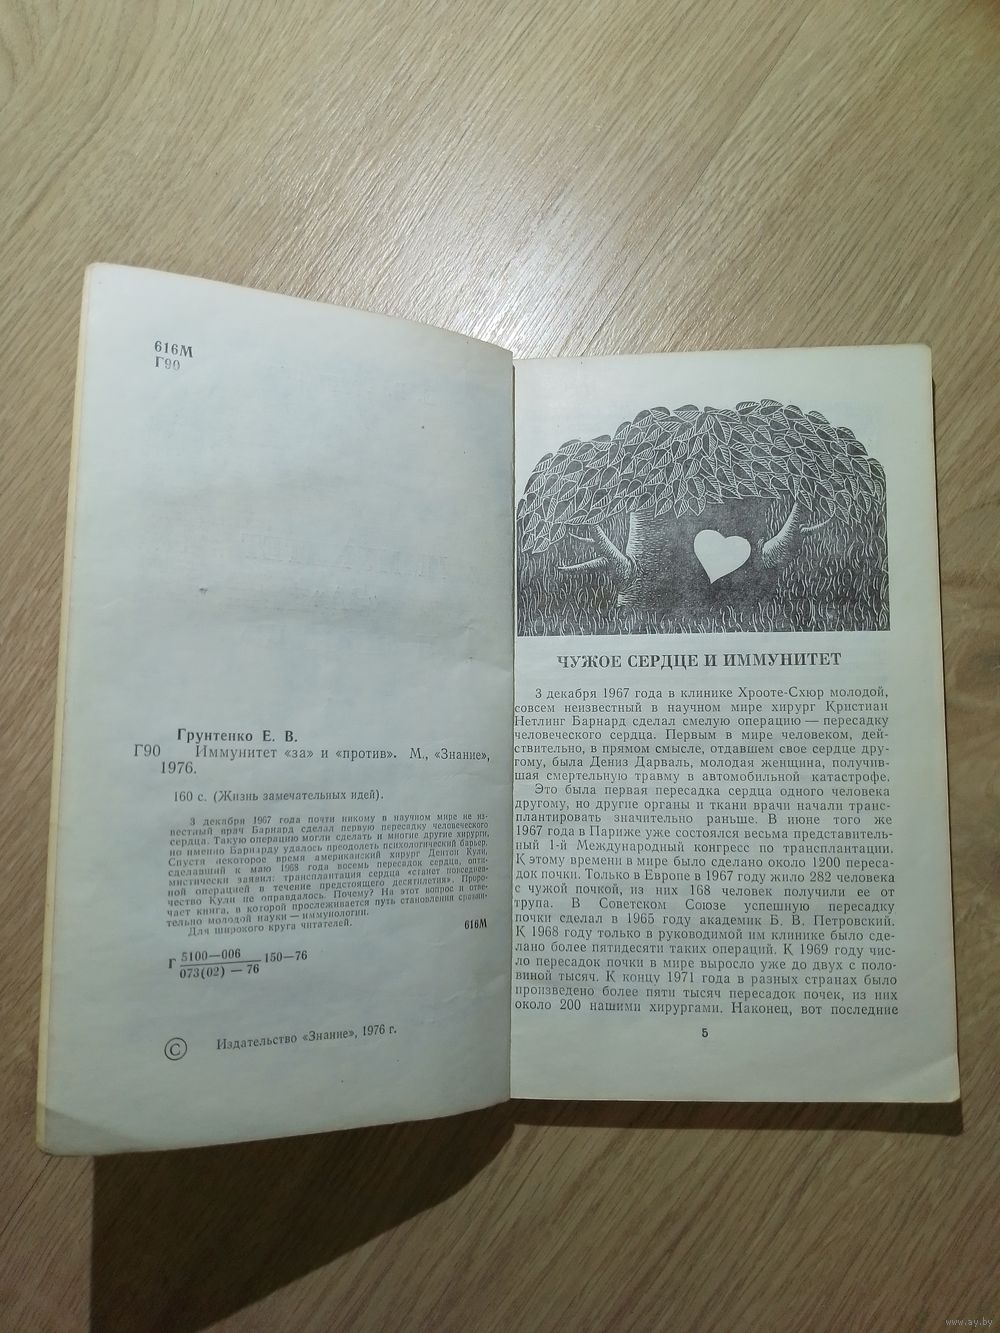 616М
Г90
Грунтенко Е. В.
Г90 Иммунитет «за» и «против». М., «Знание»,
1976.
160 с. (Жизнь замечательных идей).
3 декабря 1967 года почти никому в научном мире не из-
вестный врач Барнард сделал первую пересадку человеческого
сердца. Такую операцию могли сделать и многие другие хирурги,
но именно Барнарду удалось преодолеть психологический барьер.
Спустя некоторое время американский хирург Дентон Кули,
сделавший к маю 1968 года восемь пересадок сердца, опти-
мистически заявил: трансплантация сердца «станет повседнев-
ной операцией в течение предстоящего десятилетия». Проро-
чество Кули не оправдалось. Почему? На этот вопрос и отве-
чает книга, в которой прослеживается путь становления сравни-
тельно молодой науки — иммунологии.
Для широкого круга читателей.
616М
Г 5100—006
073(02) — 76 150—76
© Издательство «Знание», 1976 г.
ЧУЖОЕ СЕРДЦЕ И ИММУНИТЕТ
3 декабря 1967 года в клинике Хрооте-Схюр молодой,
совсем неизвестный в научном мире хирург Кристиан
Нетлинг Барнард сделал смелую операцию — пересадку
человеческого сердца. Первым в мире человеком, дей-
ствительно, в прямом смысле, отдавшем свое сердце дру-
гому, была Дениз Дарваль, молодая женщина, получив-
шая смертельную травму в автомобильной катастрофе.
Это была первая пересадка сердца одного человека
другому, но другие органы и ткани врачи начали транс-
плантировать значительно раньше. В июне того же
1967 года в Париже уже состоялся весьма представитель-
ный 1-й Международный конгресс по трансплантации.
К этому времени в мире было сделано около 1200 переса-
док почки. Только в Европе в 1967 году жило 282 человека
с чужой почкой, из них 168 человек получили ее от
трупа. В Советском Союзе успешную пересадку
почки сделал в 1965 году академик Б. В. Петровский.
К 1968 году только в руководимой им клинике было сде-
лано более пятидесяти таких операций. К 1969 году чис-
ло пересадок почки в мире выросло уже до двух с поло-
виной тысяч. К концу 1971 года в разных странах было
произведено более пяти тысяч пересадок почек, из них
около 200 нашими хирургами. Наконец, вот последние
5
www.ay.by